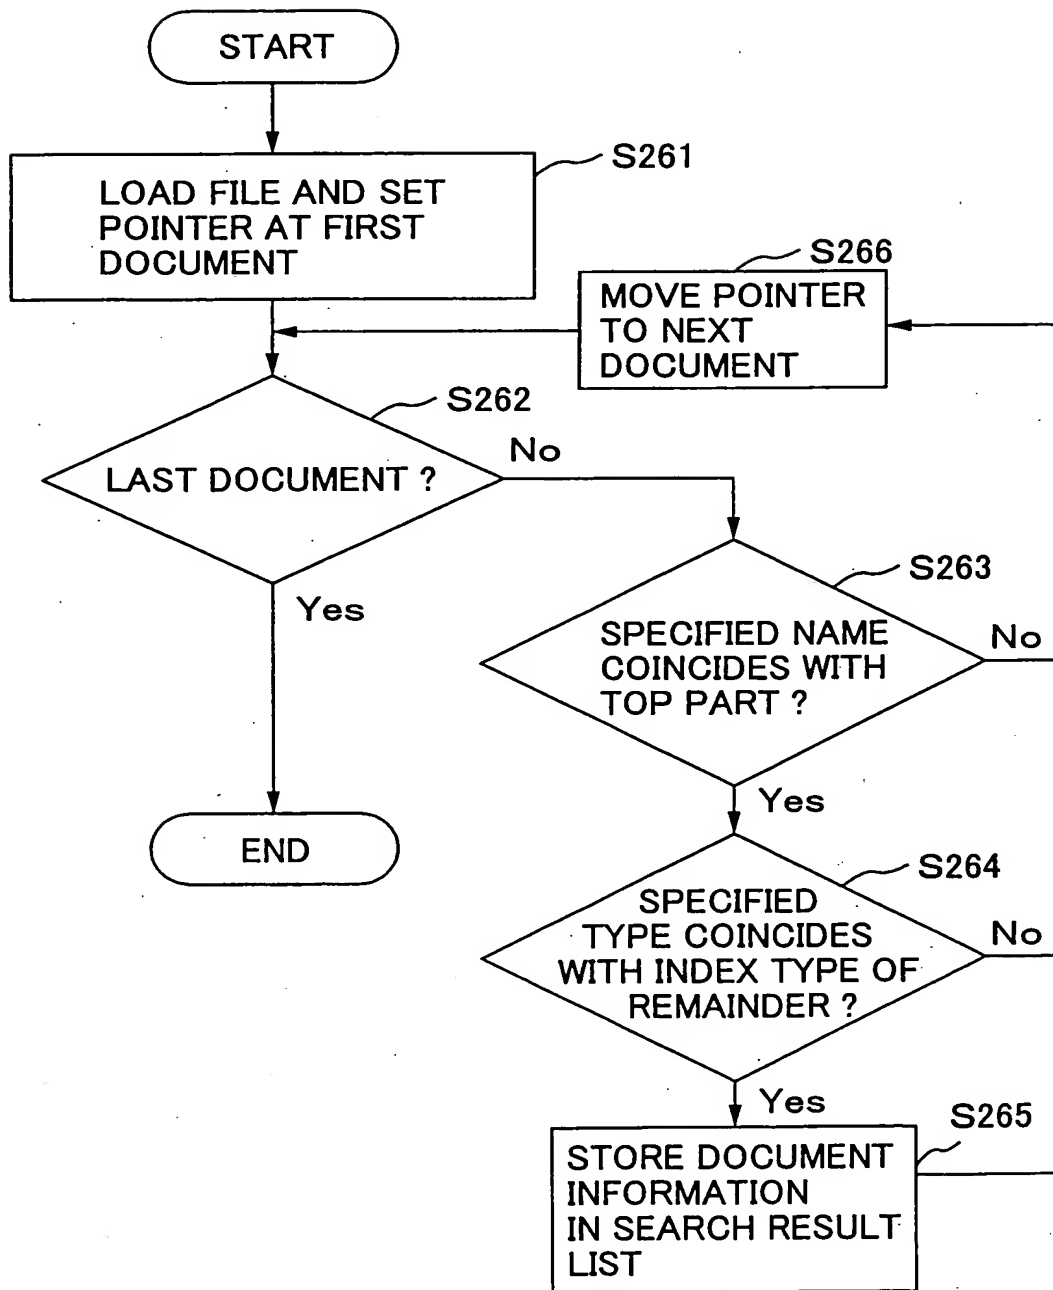 START
S261
LOAD FILE AND SET
POINTER AT FIRST
DOCUMENT
S266
MOVE POINTER
TO NEXT
DOCUMENT
S262
LAST DOCUMENT ?
No
Yes
S263
SPECIFIED NAME
COINCIDES WITH
TOP PART ?
No
Yes
END
S264
SPECIFIED
TYPE COINCIDES
WITH INDEX TYPE OF
REMAINDER ?
No
Yes
S265
STORE DOCUMENT
INFORMATION
IN SEARCH RESULT
LIST